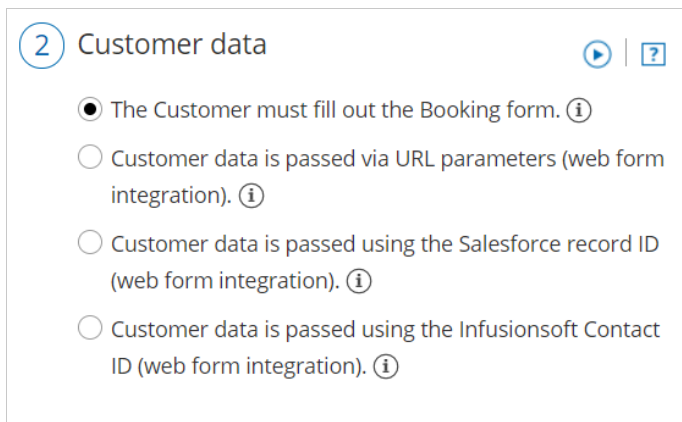 2 Customer data ?
The Customer must fill out the Booking form. i
Customer data is passed via URL parameters (web form
integration). i
Customer data is passed using the Salesforce record ID
(web form integration). i
Customer data is passed using the Infusionsoft Contact
ID (web form integration). i